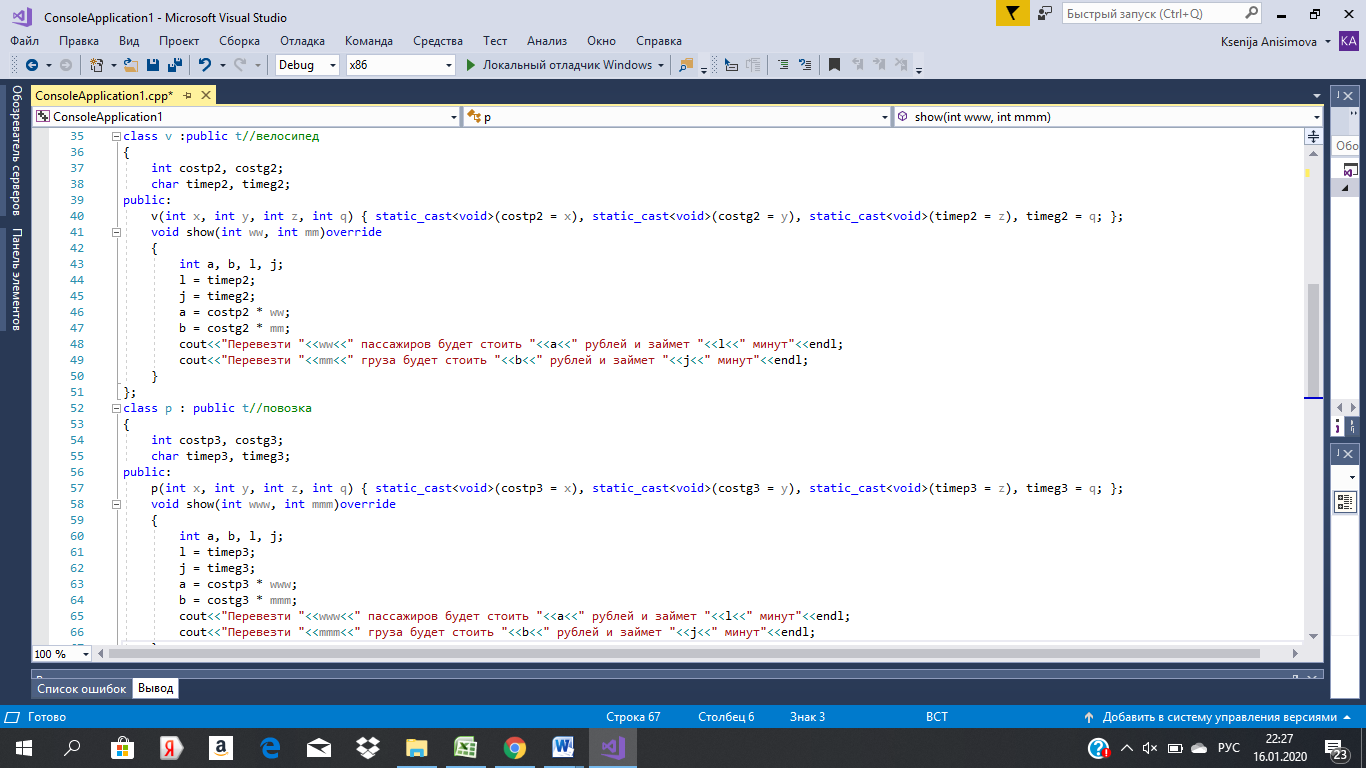 ConsoleApplication1 - Microsoft Visual Studio
Быстрый запуск (Ctrl+Q)
Файл Правка Вид Проект Сборка Отладка Команда Средства Тест Анализ Окно Справка
Ksenija Anisimova KA
Debug x86 Локальный отладчик Windows
Обозреватель серверов
Панель элементов
ConsoleApplication1.cpp*
ConsoleApplication1 p show(int www, int mmm)
Обо
35 class v :public t//велосипед
36 {
37 int costp2, costg2;
38 char timep2, timeg2;
39 public:
40 v(int x, int y, int z, int q) { static_cast<void>(costp2 = x), static_cast<void>(costg2 = y), static_cast<void>(timep2 = z), timeg2 = q; };
41 void show(int ww, int mm)override
42 {
43 int a, b, l, j;
44 l = timep2;
45 j = timeg2;
46 a = costp2 * ww;
47 b = costg2 * mm;
48 cout<<"Перевезти "<<ww<<" пассажиров будет стоить "<<a<<" рублей и займет "<<l<<" минут"<<endl;
49 cout<<"Перевезти "<<mm<<" груза будет стоить "<<b<<" рублей и займет "<<j<<" минут"<<endl;
50 }
51 };
52 class p : public t//повозка
53 {
54 int costp3, costg3;
55 char timep3, timeg3;
56 public:
57 p(int x, int y, int z, int q) { static_cast<void>(costp3 = x), static_cast<void>(costg3 = y), static_cast<void>(timep3 = z), timeg3 = q; };
58 void show(int www, int mmm)override
59 {
60 int a, b, l, j;
61 l = timep3;
62 j = timeg3;
63 a = costp3 * www;
64 b = costg3 * mmm;
65 cout<<"Перевезти "<<www<<" пассажиров будет стоить "<<a<<" рублей и займет "<<l<<" минут"<<endl;
66 cout<<"Перевезти "<<mmm<<" груза будет стоить "<<b<<" рублей и займет "<<j<<" минут"<<endl;
100 %
Список ошибок Вывод
Готово Строка 67 Столбец 6 Знак 3 ВСТ Добавить в систему управления версиями
РУС 22:27
16.01.2020 23